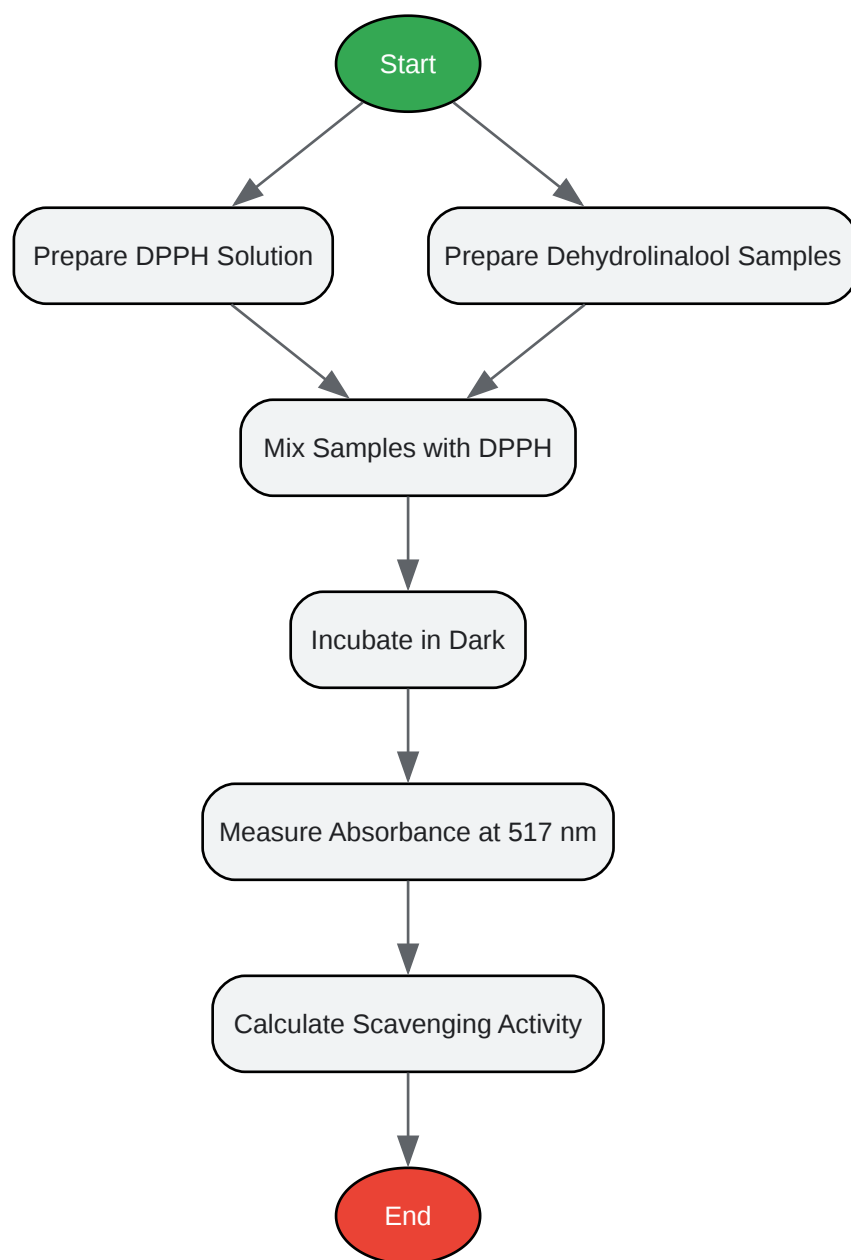 Start
Prepare DPPH Solution
Prepare Dehydrolinalool Samples
Mix Samples with DPPH
Incubate in Dark
Measure Absorbance at 517 nm
Calculate Scavenging Activity
End